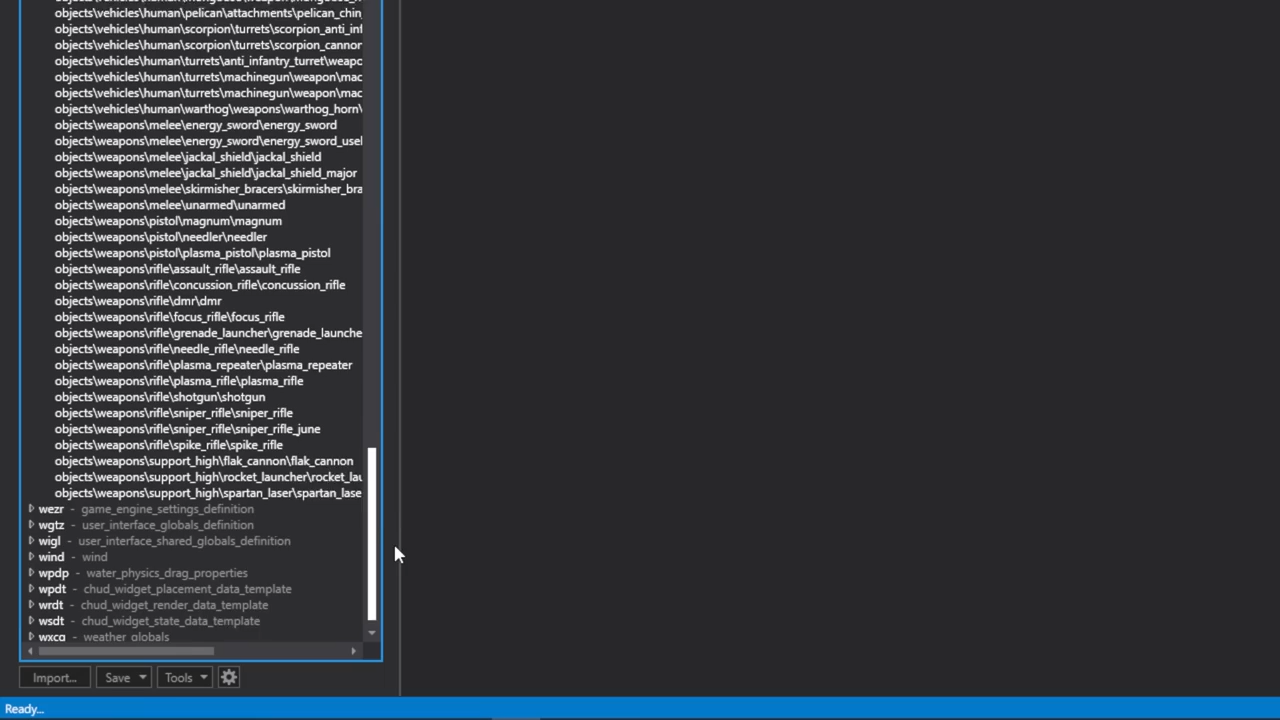 objects\vehicles\human\pelican\attachments\pelican_chin
objects\vehicles\human\scorpion\turrets\scorpion_anti_inf
objects\vehicles\human\scorpion\turrets\scorpion_cannon
objects\vehicles\human\turrets\anti_infantry_turret\weapo
objects\vehicles\human\turrets\machinegun\weapon\mac
objects\vehicles\human\turrets\machinegun\weapon\mac
objects\vehicles\human\warthog\weapons\warthog_horn\
objects\weapons\melee\energy_sword\energy_sword
objects\weapons\melee\energy_sword\energy_sword_usel
objects\weapons\melee\jackal_shield\jackal_shield
objects\weapons\melee\jackal_shield\jackal_shield_major
objects\weapons\melee\skirmisher_bracers\skirmisher_bra
objects\weapons\melee\unarmed\unarmed
objects\weapons\pistol\magnum\magnum
objects\weapons\pistol\needler\needler
objects\weapons\pistol\plasma_pistol\plasma_pistol
objects\weapons\rifle\assault_rifle\assault_rifle
objects\weapons\rifle\concussion_rifle\concussion_rifle
objects\weapons\rifle\dmr\dmr
objects\weapons\rifle\focus_rifle\focus_rifle
objects\weapons\rifle\grenade_launcher\grenade_launche
objects\weapons\rifle\needle_rifle\needle_rifle
objects\weapons\rifle\plasma_repeater\plasma_repeater
objects\weapons\rifle\plasma_rifle\plasma_rifle
objects\weapons\rifle\shotgun\shotgun
objects\weapons\rifle\sniper_rifle\sniper_rifle
objects\weapons\rifle\sniper_rifle\sniper_rifle_june
objects\weapons\rifle\spike_rifle\spike_rifle
objects\weapons\support_high\flak_cannon\flak_cannon
objects\weapons\support_high\rocket_launcher\rocket_lau
objects\weapons\support_high\spartan_laser\spartan_lase
wezr - game_engine_settings_definition
wgtz - user_interface_globals_definition
wigl - user_interface_shared_globals_definition
wind - wind
wpdp - water_physics_drag_properties
wpdt - chud_widget_placement_data_template
wrdt - chud_widget_render_data_template
wsdt - chud_widget_state_data_template
wxcg - weather_globals
Import... Save Tools
Ready...